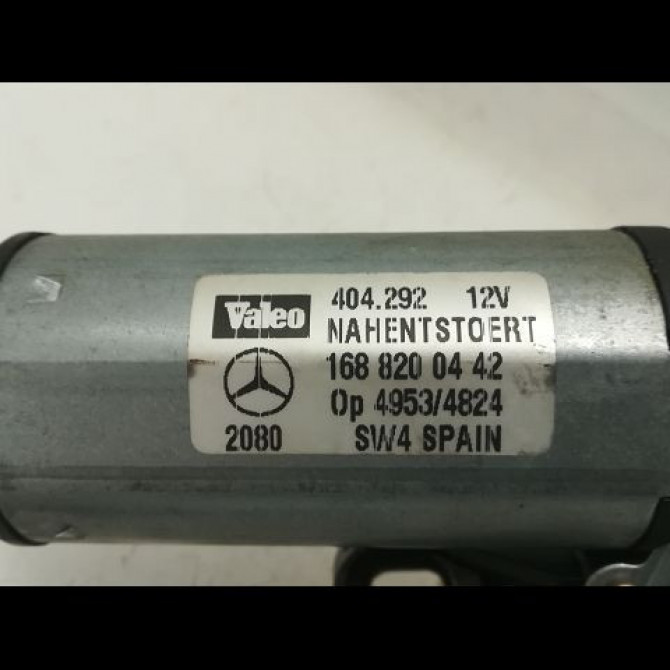 Valeo 404.292 12V
NAHENTSTOERT
168 820 04 42
Op 4953/4824
2080 SW4 SPAIN